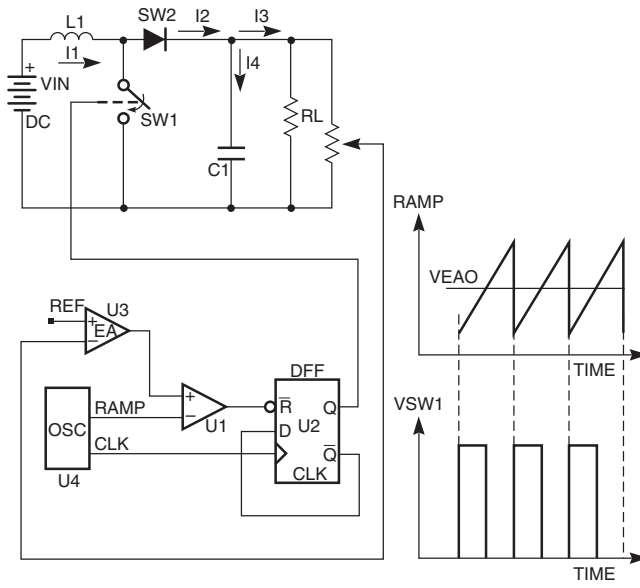 L1
SW2
I2
I3
I1
I4
+
VIN
DC
SW1
RL
C1
RAMP
VEAO
TIME
REF
U3
+
EA
−
DFF
RAMP
+
−
U1
R̅
Q
D
U2
OSC
CLK
Q̅
CLK
U4
VSW1
TIME